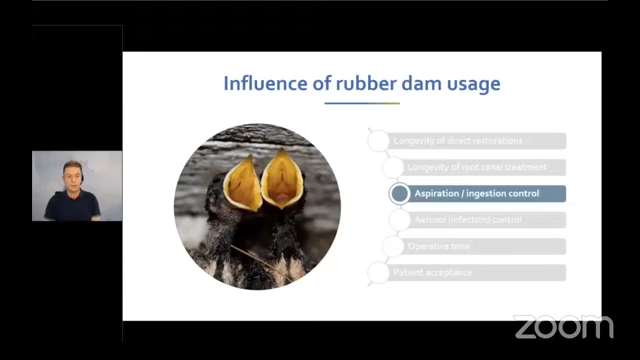 Influence of rubber dam usage
Longevity of direct restorations
Longevity of root canal treatment
Aspiration / ingestion control
Aerosol (infection) control
Operative time
Patient acceptance
zoom